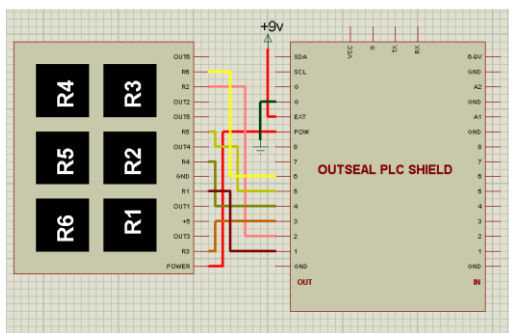 +9v
R4
R3
R5
R2
R6
R1
OUT6
R6
R2
OUT2
OUT5
R5
OUT4
R4
GND
R1
OUT1
+5
OUT3
R3
POWER
SDA
SCL
G
G
EXT
POW
8
7
6
5
4
3
2
1
GND
OUT
VCC
G
TX
RX
OUTSEAL PLC SHIELD
6-9V
GND
A2
GND
A1
GND
8
7
6
5
4
3
2
1
GND
IN